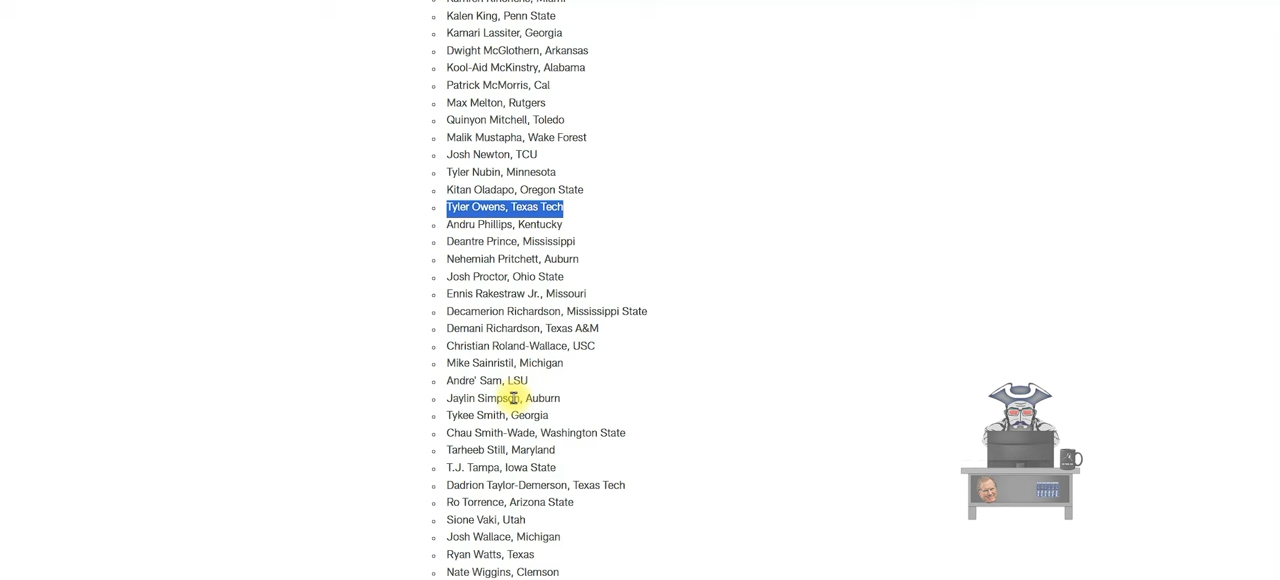 Kalen King, Penn State
Kamari Lassiter, Georgia
Dwight McGlothern, Arkansas
Kool-Aid McKinstry, Alabama
Patrick McMorris, Cal
Max Melton, Rutgers
Quinyon Mitchell, Toledo
Malik Mustapha, Wake Forest
Josh Newton, TCU
Tyler Nubin, Minnesota
Kitan Oladapo, Oregon State
Tyler Owens, Texas Tech
Andru Phillips, Kentucky
Deantre Prince, Mississippi
Nehemiah Pritchett, Auburn
Josh Proctor, Ohio State
Ennis Rakestraw Jr., Missouri
Decamerion Richardson, Mississippi State
Demani Richardson, Texas A&M
Christian Roland-Wallace, USC
Mike Sainristil, Michigan
Andre' Sam, LSU
Jaylin Simpson, Auburn
Tykee Smith, Georgia
Chau Smith-Wade, Washington State
Tarheeb Still, Maryland
T.J. Tampa, Iowa State
Dadrion Taylor-Demerson, Texas Tech
Ro Torrence, Arizona State
Sione Vaki, Utah
Josh Wallace, Michigan
Ryan Watts, Texas
Nate Wiggins, Clemson